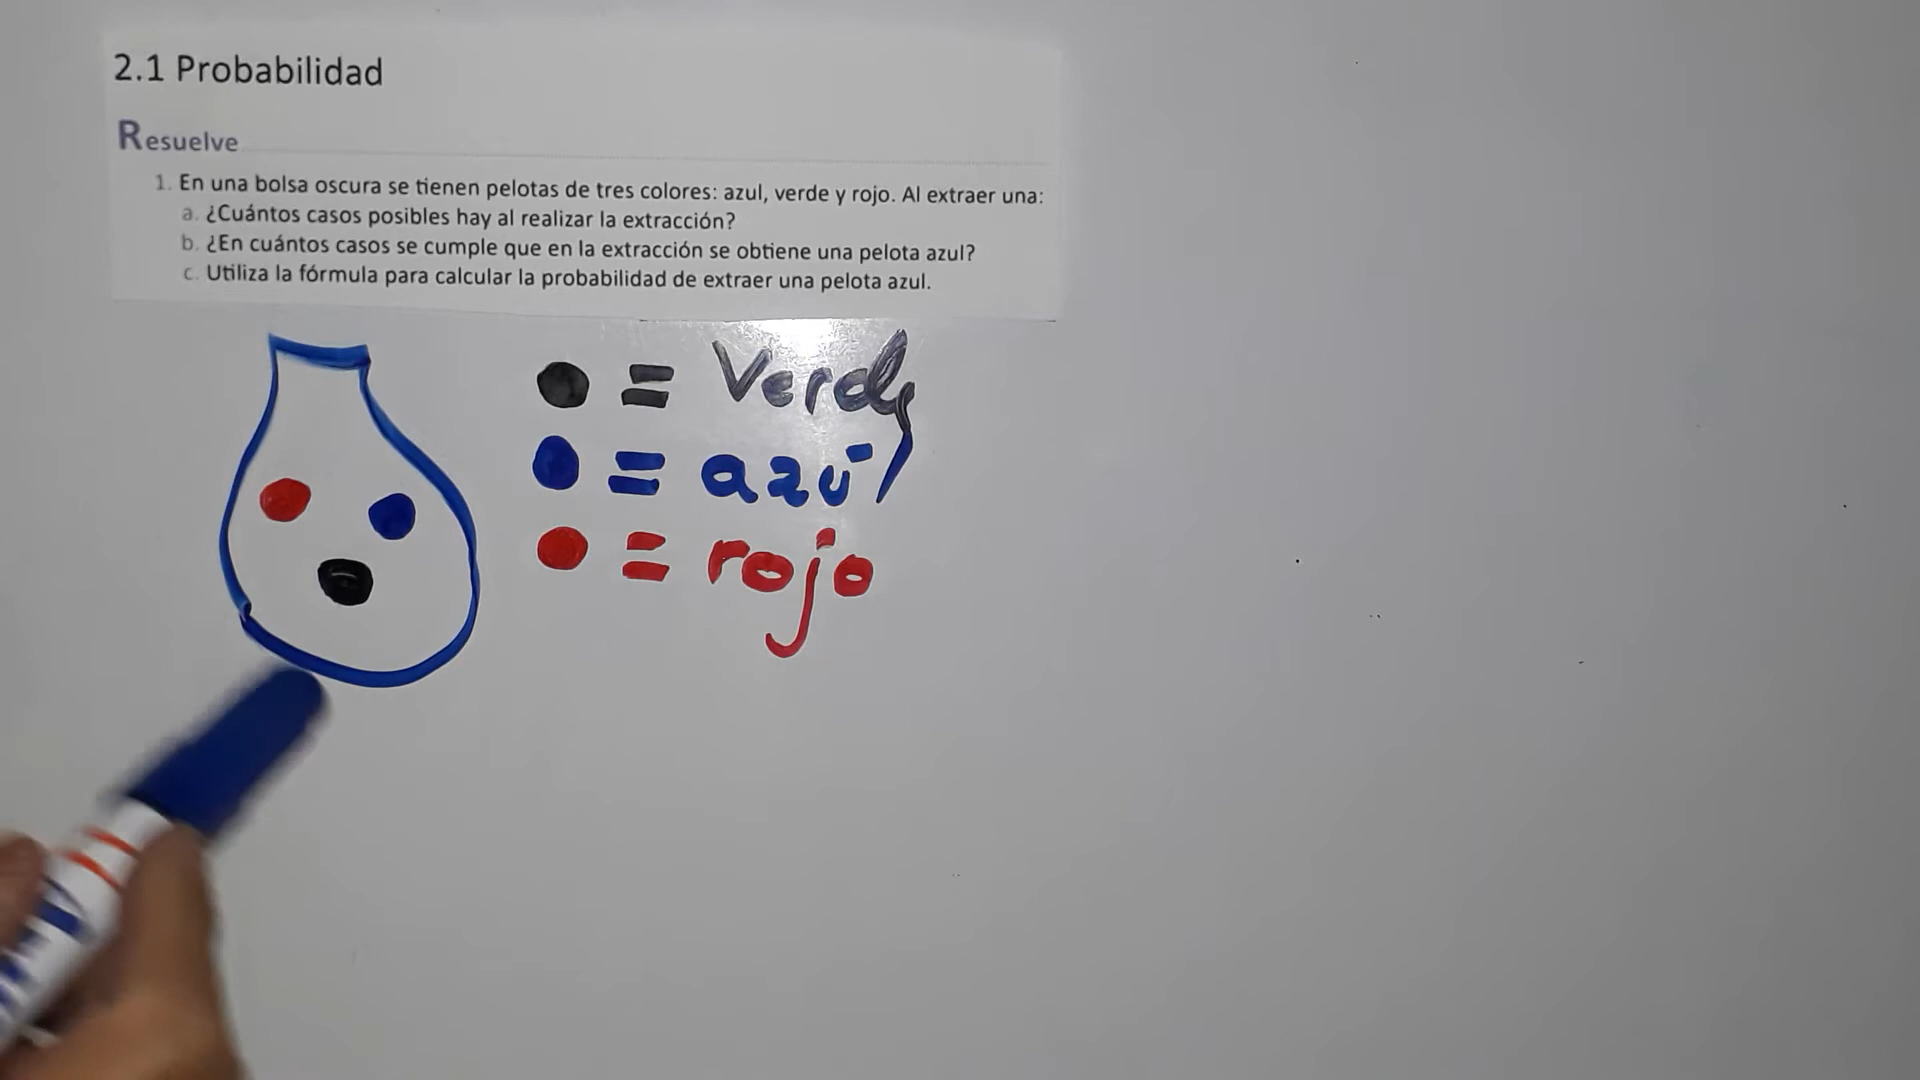 2.1 Probabilidad
Resuelve
1. En una bolsa oscura se tienen pelotas de tres colores: azul, verde y rojo. Al extraer una:
a. ¿Cuántos casos posibles hay al realizar la extracción?
b. ¿En cuántos casos se cumple que en la extracción se obtiene una pelota azul?
c. Utiliza la fórmula para calcular la probabilidad de extraer una pelota azul.
= Verde
= azúl
= rojo